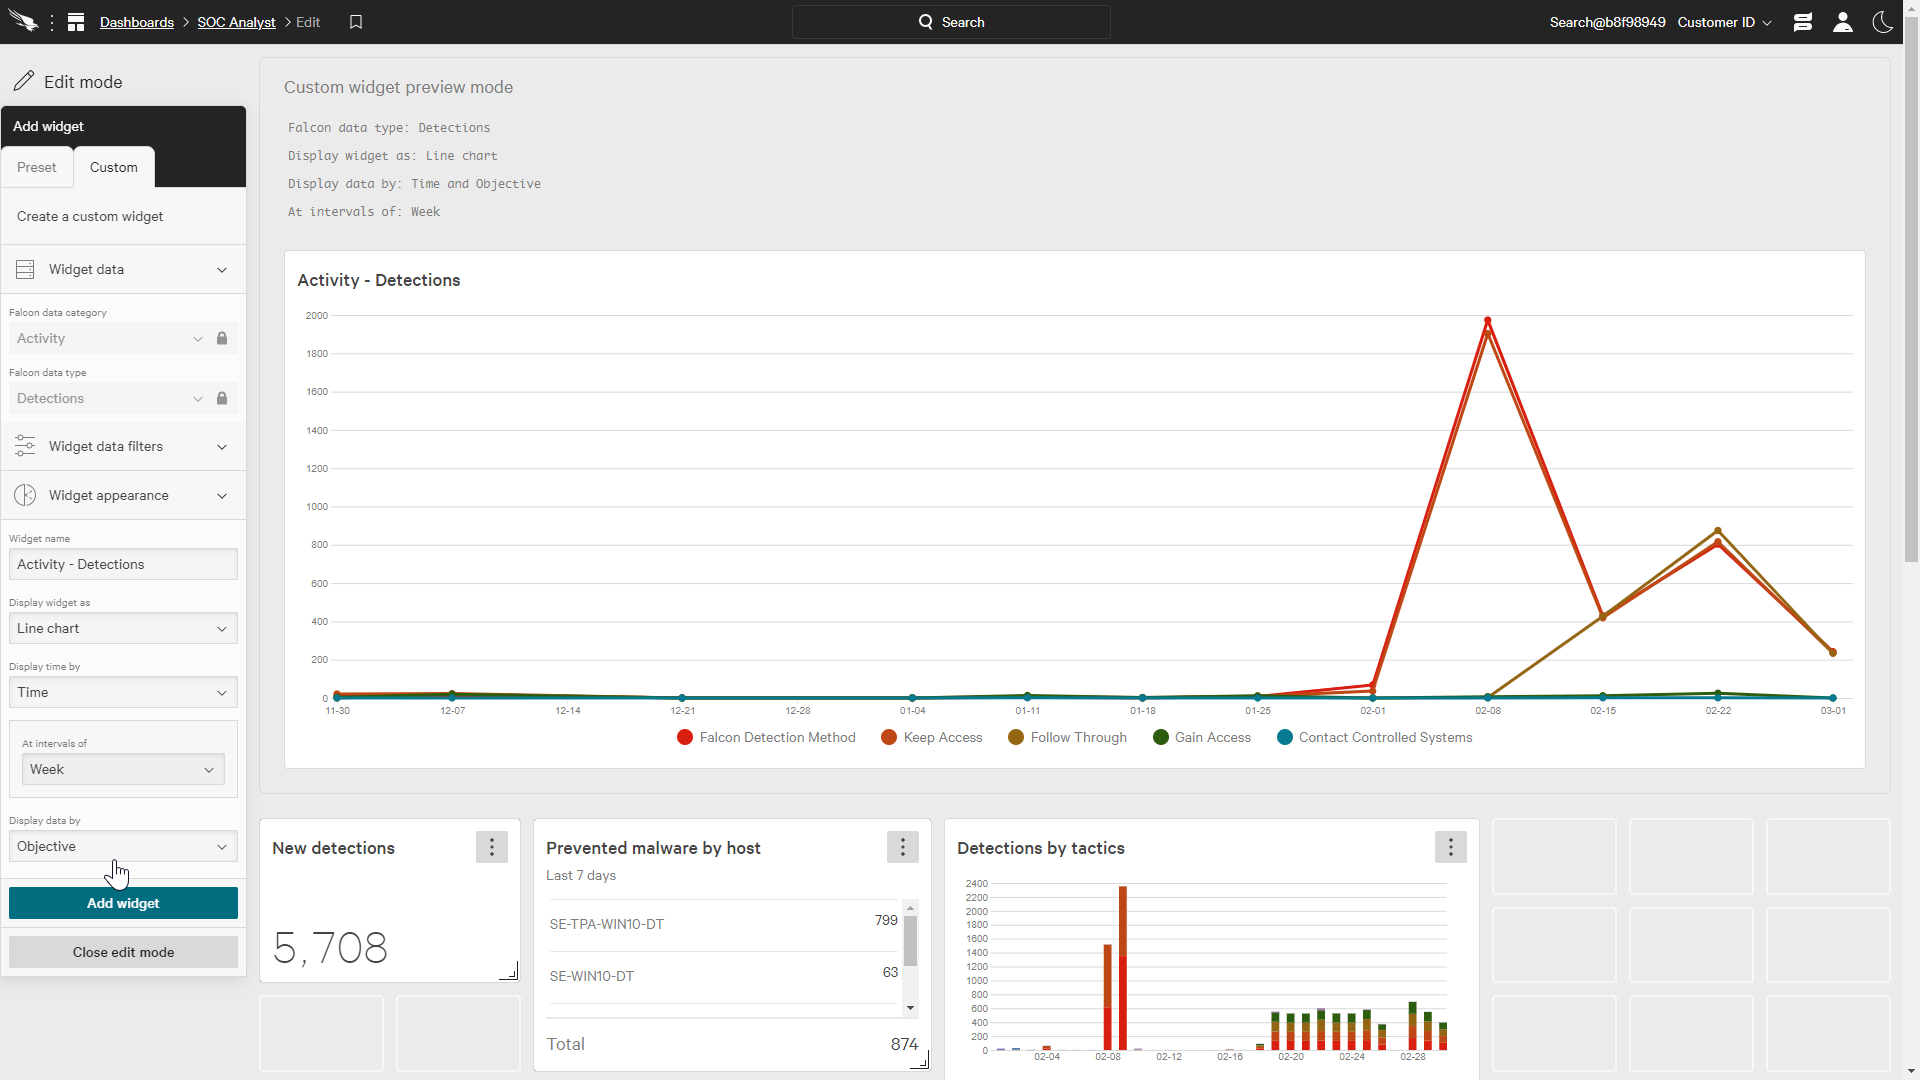 Dashboards > SOC Analyst > Edit
Search
Search@b8f98949 Customer ID
Edit mode
Add widget
Preset Custom
Create a custom widget
Widget data
Falcon data category
Activity
Falcon data type
Detections
Widget data filters
Widget appearance
Widget name
Activity - Detections
Display widget as
Line chart
Display time by
Time
At intervals of
Week
Display data by
Objective
Add widget
Close edit mode
Custom widget preview mode
Falcon data type: Detections
Display widget as: Line chart
Display data by: Time and Objective
At intervals of: Week
Activity - Detections
2000
1800
1600
1400
1200
1000
800
600
400
200
0
11-30 12-07 12-14 12-21 12-28 01-04 01-11 01-18 01-25 02-01 02-08 02-15 02-22 03-01
Falcon Detection Method Keep Access Follow Through Gain Access Contact Controlled Systems
New detections
5,708
Prevented malware by host
Last 7 days
SE-TPA-WIN10-DT 799
SE-WIN10-DT 63
Total 874
Detections by tactics
2400
2200
2000
1800
1600
1400
1200
1000
800
600
400
200
0
02-04 02-08 02-12 02-16 02-20 02-24 02-28